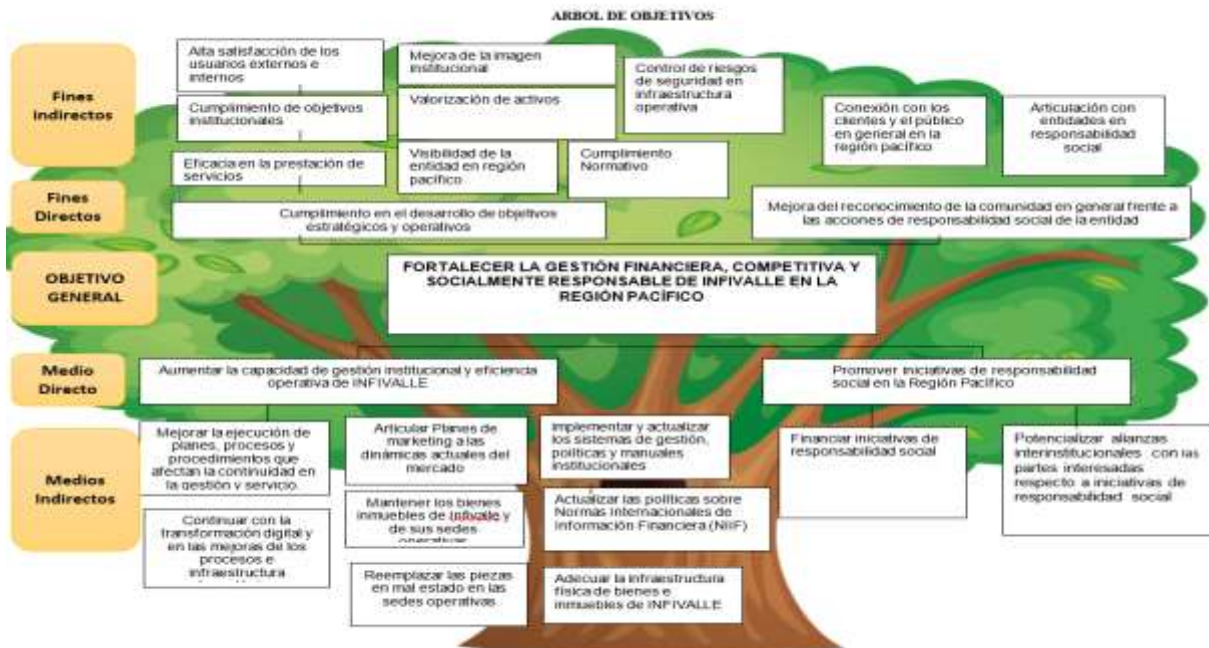 ARBOL DE OBJETIVOS
Fines
Indirectos
Alta satisfacción de los
usuarios externos e
internos
Mejora de la imagen
institucional
Control de riesgos
de seguridad en
infraestructura
operativa
Cumplimiento de objetivos
institucionales
Valorización de activos
Conexión con los
clientes y el público
en general en la
región pacífico
Articulación con
entidades en
responsabilidad
social
Eficacia en la prestación de
servicios
Visibilidad de la
entidad en región
pacífico
Cumplimiento
Normativo
Fines
Directos
Cumplimiento en el desarrollo de objetivos
estratégicos y operativos
Mejora del reconocimiento de la comunidad en general frente a
las acciones de responsabilidad social de la entidad
OBJETIVO
GENERAL
FORTALECER LA GESTIÓN FINANCIERA, COMPETITIVA Y
SOCIALMENTE RESPONSABLE DE INFIVALLE EN LA
REGIÓN PACÍFICO
Medio
Directo
Aumentar la capacidad de gestión institucional y eficiencia
operativa de INFIVALLE
Promover iniciativas de responsabilidad
social en la Región Pacífico
Medios
Indirectos
Mejorar la ejecución de
planes, procesos y
procedimientos que
afectan la continuidad en
la gestión y servicio.
Articular Planes de
marketing a las
dinámicas actuales del
mercado
Implementar y actualizar
los sistemas de gestión,
políticas y manuales
institucionales
Financiar iniciativas de
responsabilidad social
Potencializar alianzas
interinstitucionales con las
partes interesadas
respecto a iniciativas de
responsabilidad social
Continuar con la
transformación digital y
en las mejoras de los
procesos e
infraestructura
Mantener los bienes
inmuebles de Infivalle y
de sus sedes
operativas
Actualizar las políticas sobre
Normas Internacionales de
Información Financiera (NIIF)
Reemplazar las piezas
en mal estado en las
sedes operativas
Adecuar la infraestructura
física de bienes e
inmuebles de INFIVALLE